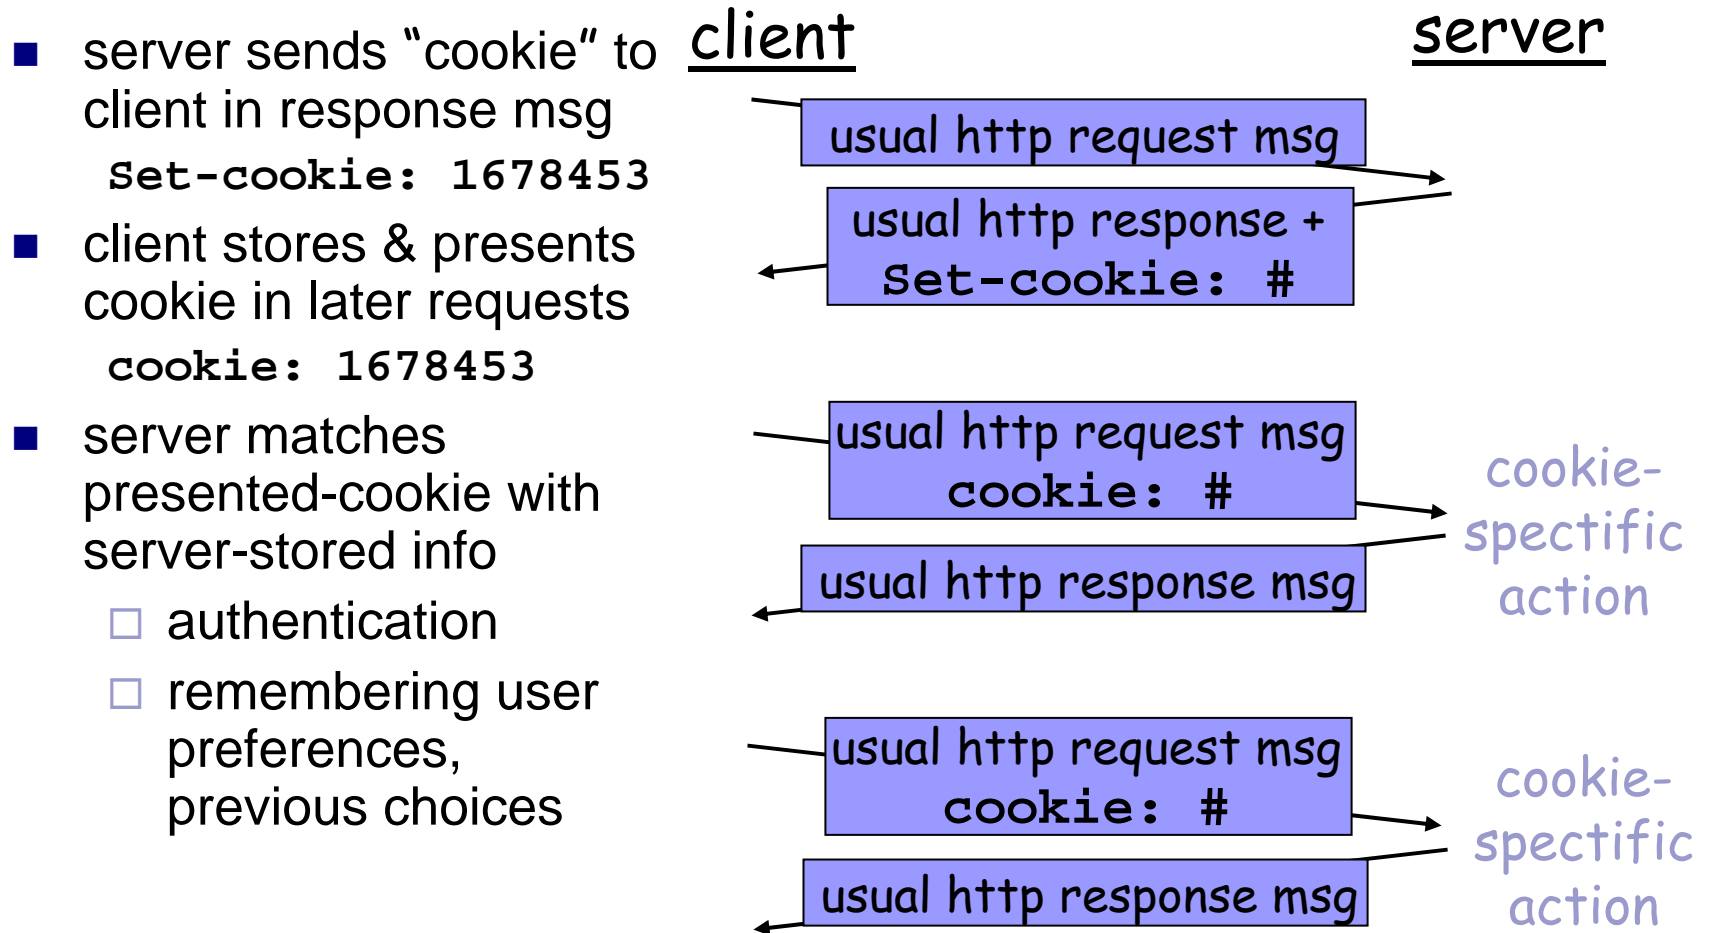 server sends “cookie” to
client in response msg
Set-cookie: 1678453
client stores & presents
cookie in later requests
cookie: 1678453
server matches
presented-cookie with
server-stored info
authentication
remembering user
preferences,
previous choices
client
server
usual http request msg
usual http response +
Set-cookie: #
usual http request msg
cookie: #
usual http response msg
cookie-
spectific
action
usual http request msg
cookie: #
usual http response msg
cookie-
spectific
action